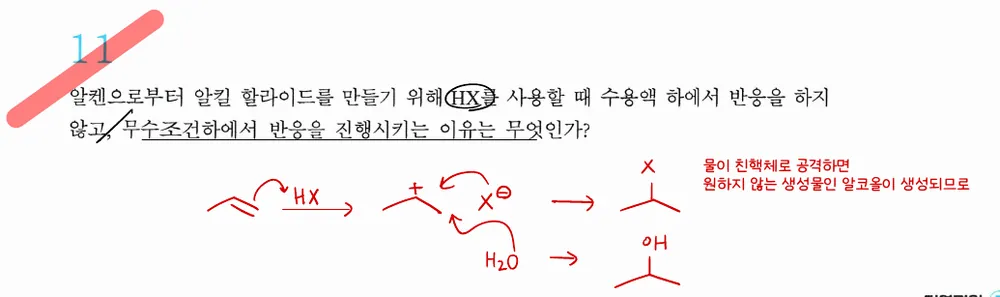 11
알켄으로부터 알킬 할라이드를 만들기 위해 HX를 사용할 때 수용액 하에서 반응을 하지
않고, 무수조건하에서 반응을 진행시키는 이유는 무엇인가?
물이 친핵체로 공격하면
원하지 않는 생성물인 알코올이 생성되므로
HX
+
X⊖
X
H₂O
OH